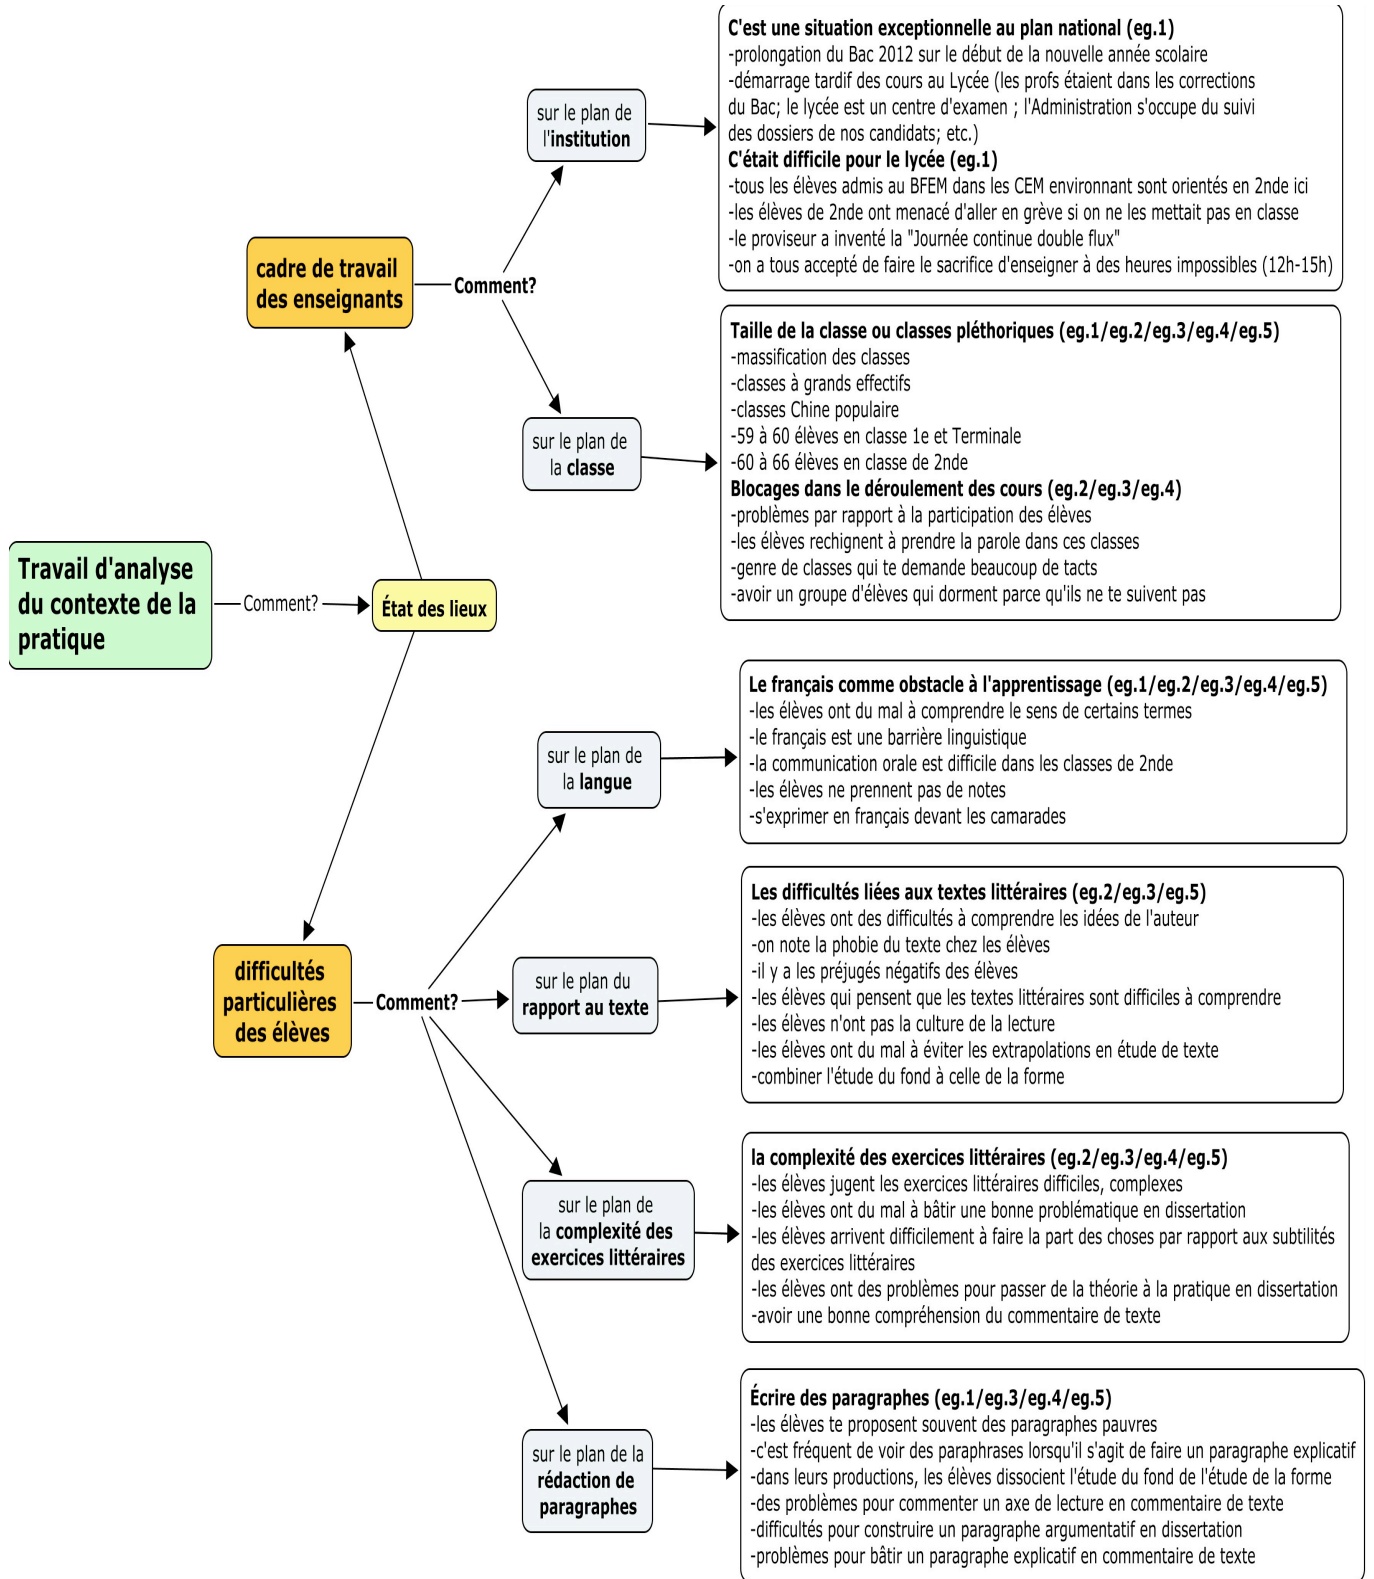 Travail d'analyse
du contexte de la
pratique
Comment?
État des lieux
cadre de travail
des enseignants
Comment?
sur le plan de
l'institution
C'est une situation exceptionnelle au plan national (eg.1)
-prolongation du Bac 2012 sur le début de la nouvelle année scolaire
-démarrage tardif des cours au Lycée (les profs étaient dans les corrections
du Bac; le lycée est un centre d'examen ; l'Administration s'occupe du suivi
des dossiers de nos candidats; etc.)
C'était difficile pour le lycée (eg.1)
-tous les élèves admis au BFEM dans les CEM environnant sont orientés en 2nde ici
-les élèves de 2nde ont menacé d'aller en grève si on ne les mettait pas en classe
-le proviseur a inventé la "Journée continue double flux"
-on a tous accepté de faire le sacrifice d'enseigner à des heures impossibles (12h-15h)
sur le plan de
la classe
Taille de la classe ou classes pléthoriques (eg.1/eg.2/eg.3/eg.4/eg.5)
-massification des classes
-classes à grands effectifs
-classes Chine populaire
-59 à 60 élèves en classe 1e et Terminale
-60 à 66 élèves en classe de 2nde
Blocages dans le déroulement des cours (eg.2/eg.3/eg.4)
-problèmes par rapport à la participation des élèves
-les élèves rechignent à prendre la parole dans ces classes
-genre de classes qui te demande beaucoup de tacts
-avoir un groupe d'élèves qui dorment parce qu'ils ne te suivent pas
difficultés
particulières
des élèves
Comment?
sur le plan de
la langue
Le français comme obstacle à l'apprentissage (eg.1/eg.2/eg.3/eg.4/eg.5)
-les élèves ont du mal à comprendre le sens de certains termes
-le français est une barrière linguistique
-la communication orale est difficile dans les classes de 2nde
-les élèves ne prennent pas de notes
-s'exprimer en français devant les camarades
sur le plan du
rapport au texte
Les difficultés liées aux textes littéraires (eg.2/eg.3/eg.5)
-les élèves ont des difficultés à comprendre les idées de l'auteur
-on note la phobie du texte chez les élèves
-il y a les préjugés négatifs des élèves
-les élèves qui pensent que les textes littéraires sont difficiles à comprendre
-les élèves n'ont pas la culture de la lecture
-les élèves ont du mal à éviter les extrapolations en étude de texte
-combiner l'étude du fond à celle de la forme
sur le plan de
la complexité des
exercices littéraires
la complexité des exercices littéraires (eg.2/eg.3/eg.4/eg.5)
-les élèves jugent les exercices littéraires difficiles, complexes
-les élèves ont du mal à bâtir une bonne problématique en dissertation
-les élèves arrivent difficilement à faire la part des choses par rapport aux subtilités
des exercices littéraires
-les élèves ont des problèmes pour passer de la théorie à la pratique en dissertation
-avoir une bonne compréhension du commentaire de texte
sur le plan de la
rédaction de
paragraphes
Écrire des paragraphes (eg.1/eg.3/eg.4/eg.5)
-les élèves te proposent souvent des paragraphes pauvres
-c'est fréquent de voir des paraphrases lorsqu'il s'agit de faire un paragraphe explicatif
-dans leurs productions, les élèves dissocient l'étude du fond de l'étude de la forme
-des problèmes pour commenter un axe de lecture en commentaire de texte
-difficultés pour construire un paragraphe argumentatif en dissertation
-problèmes pour bâtir un paragraphe explicatif en commentaire de texte